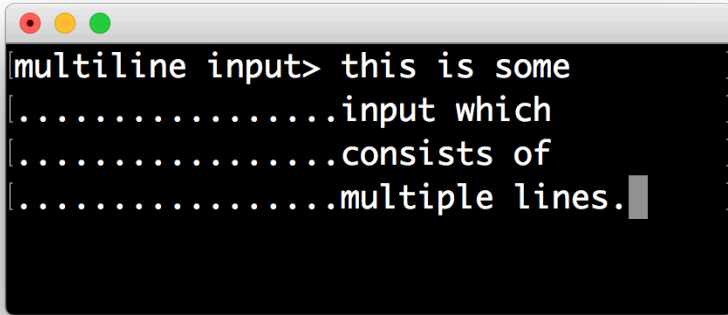 multiline input> this is some
.................input which
.................consists of
.................multiple lines.